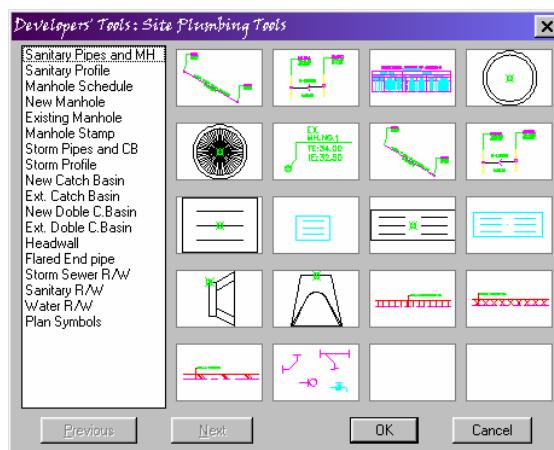 Developers' Tools: Site Plumbing Tools
Sanitary Pipes and MH
Sanitary Profile
Manhole Schedule
New Manhole
Existing Manhole
Manhole Stamp
Storm Pipes and CB
Storm Profile
New Catch Basin
Ext. Catch Basin
New Doble C.Basin
Ext. Doble C.Basin
Headwall
Flared End pipe
Storm Sewer R/W
Sanitary R/W
Water R/W
Plan Symbols
EX.
MH.NO.1
TE:34.00
IE:32.50
Previous
Next
OK
Cancel